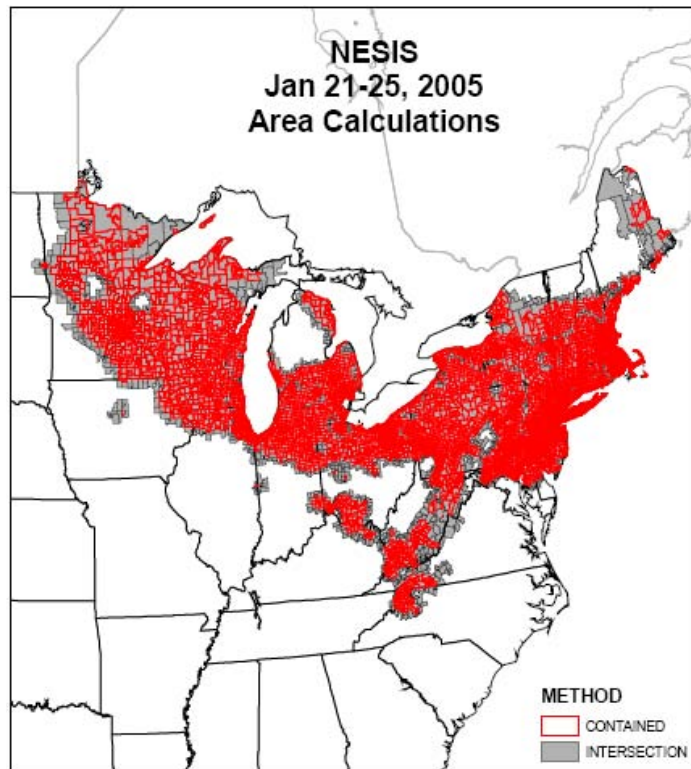 NESIS
Jan 21-25, 2005
Area Calculations
METHOD
CONTAINED
INTERSECTION